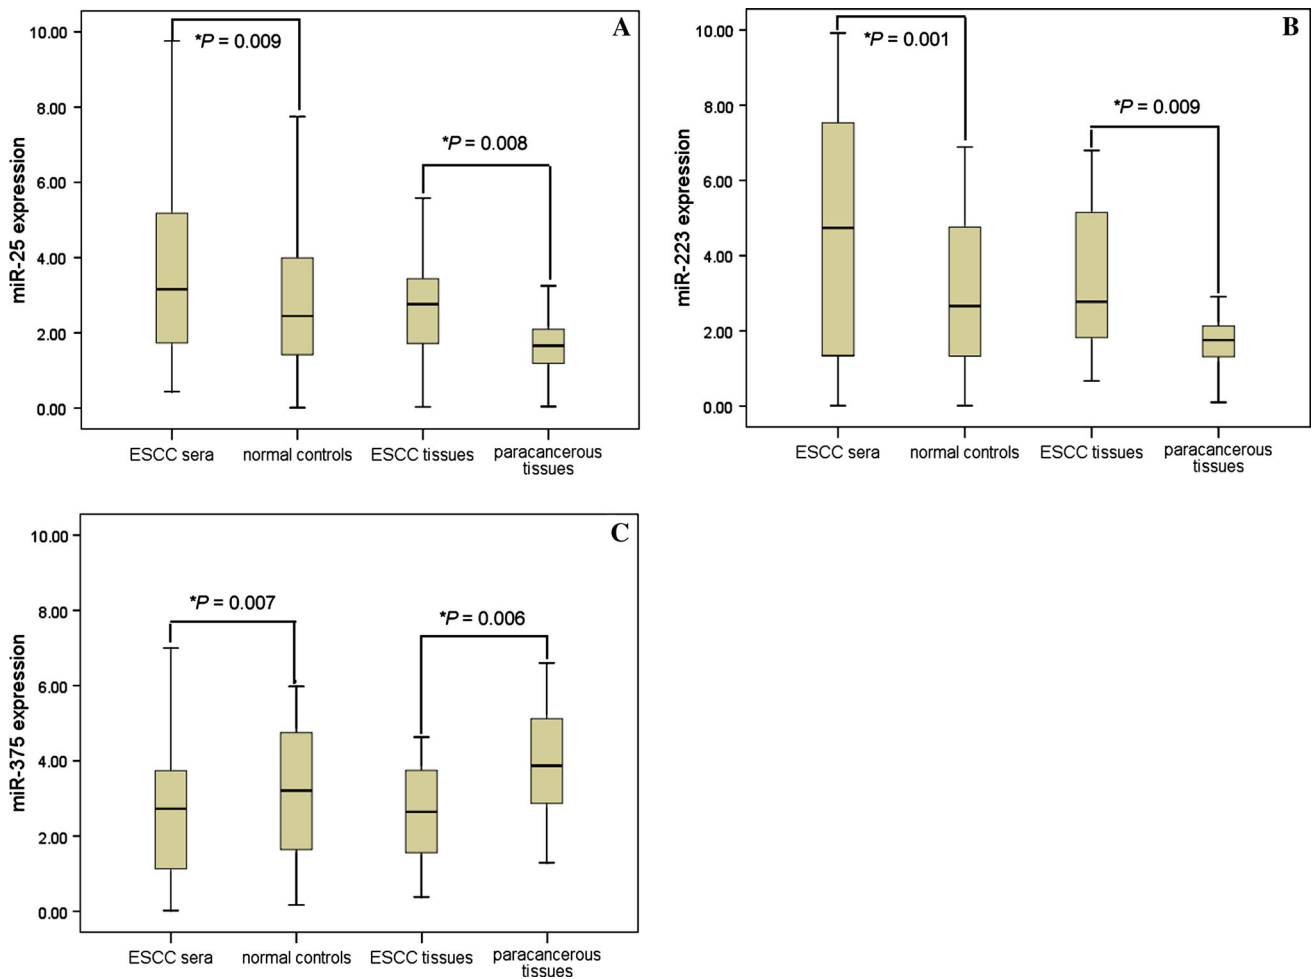 A
*P = 0.009
*P = 0.008
miR-25 expression
10.00
8.00
6.00
4.00
2.00
0.00
ESCC sera
normal controls
ESCC tissues
paracancerous
tissues
B
*P = 0.001
*P = 0.009
miR-223 expression
10.00
8.00
6.00
4.00
2.00
0.00
ESCC sera
normal controls
ESCC tissues
paracancerous
tissues
C
*P = 0.007
*P = 0.006
miR-375 expression
10.00
8.00
6.00
4.00
2.00
0.00
ESCC sera
normal controls
ESCC tissues
paracancerous
tissues